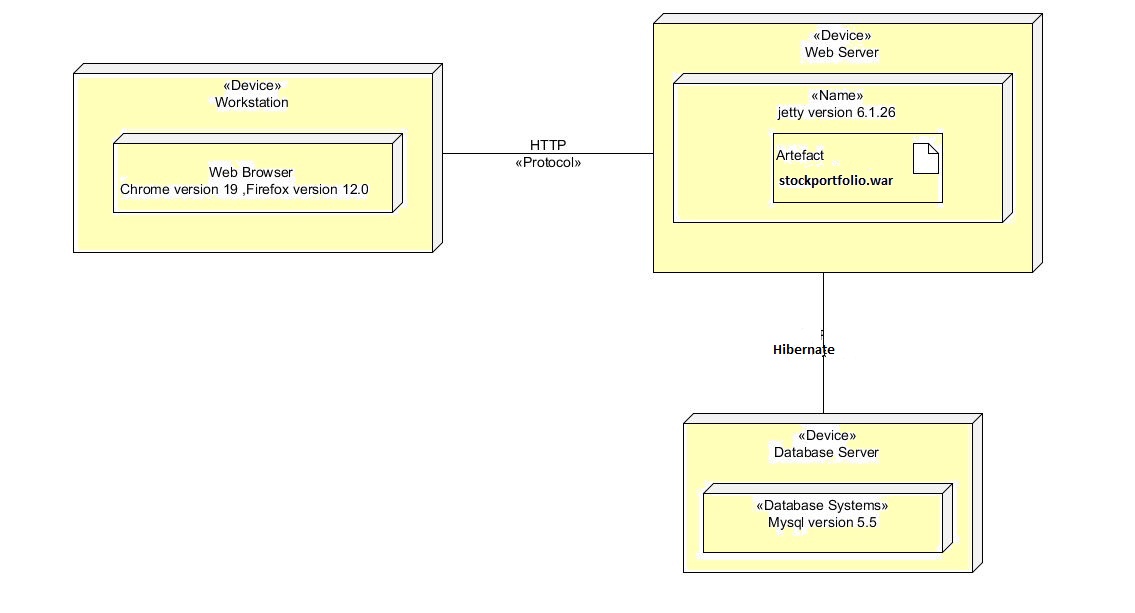 «Device»
Workstation
Web Browser
Chrome version 19 ,Firefox version 12.0
HTTP
«Protocol»
«Device»
Web Server
«Name»
jetty version 6.1.26
Artefact
stockportfolio.war
Hibernate
«Device»
Database Server
«Database Systems»
Mysql version 5.5